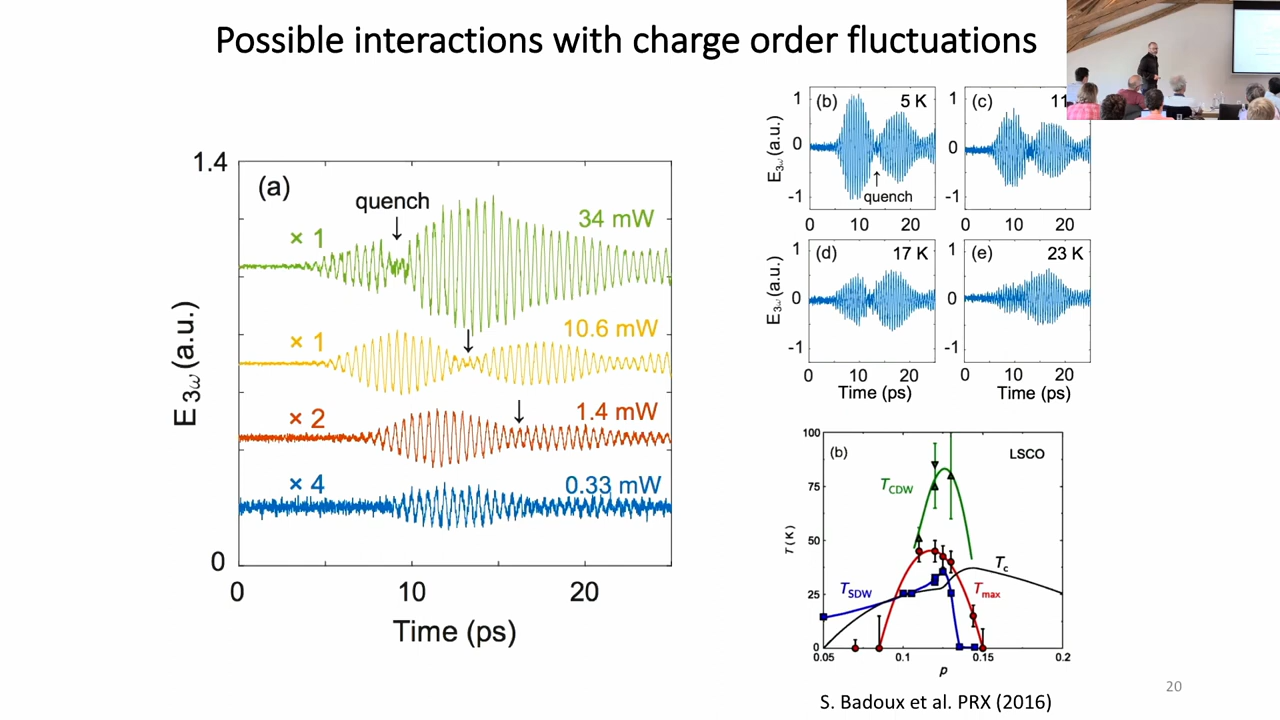 Possible interactions with charge order fluctuations
1.4
(a)
quench
34 mW
× 1
10.6 mW
× 1
1.4 mW
× 2
0.33 mW
× 4
E3ω (a.u.)
0
0
10
20
Time (ps)
(b)
5 K
1
0
-1
E3ω (a.u.)
quench
0
10
20
(c)
11
1
0
-1
0
10
20
(d)
17 K
1
0
-1
E3ω (a.u.)
0
10
20
Time (ps)
(e)
23 K
1
0
-1
0
10
20
Time (ps)
(b)
LSCO
100
75
50
25
0
T (K)
TCDW
Tc
TSDW
Tmax
0.05
0.1
0.15
0.2
p
S. Badoux et al. PRX (2016)
20